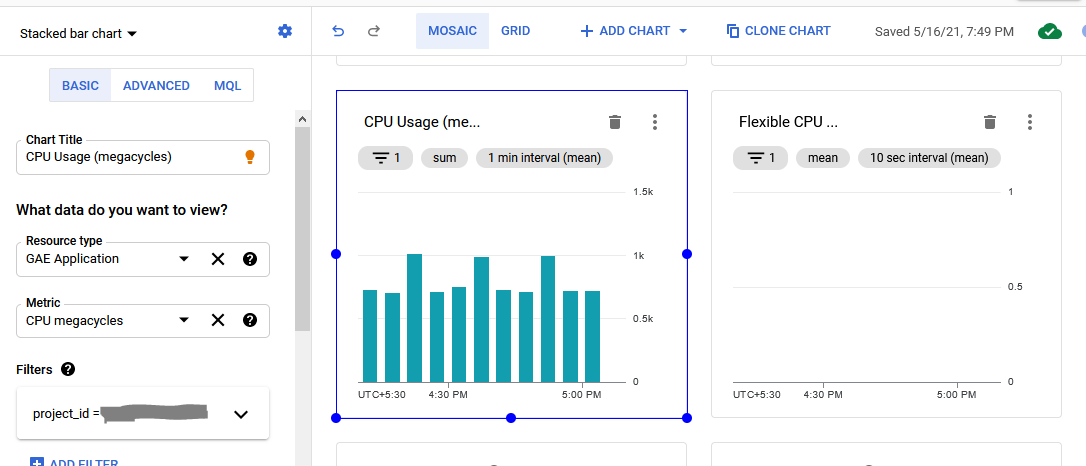 Stacked bar chart
MOSAIC
GRID
ADD CHART
CLONE CHART
Saved 5/16/21, 7:49 PM
BASIC
ADVANCED
MQL
Chart Title
CPU Usage (megacycles)
What data do you want to view?
Resource type
GAE Application
Metric
CPU megacycles
Filters
project_id =
ADD FILTER
CPU Usage (me...
1
sum
1 min interval (mean)
1.5k
1k
0.5k
0
UTC+5:30
4:30 PM
5:00 PM
Flexible CPU ...
1
mean
10 sec interval (mean)
1
0.5
0
UTC+5:30
4:30 PM
5:00 PM